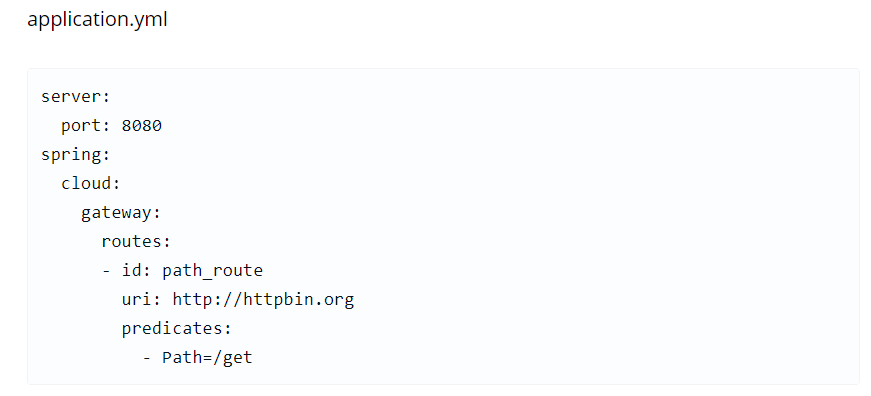 application.yml
server:
  port: 8080
spring:
  cloud:
    gateway:
      routes:
      - id: path_route
        uri: http://httpbin.org
        predicates:
          - Path=/get